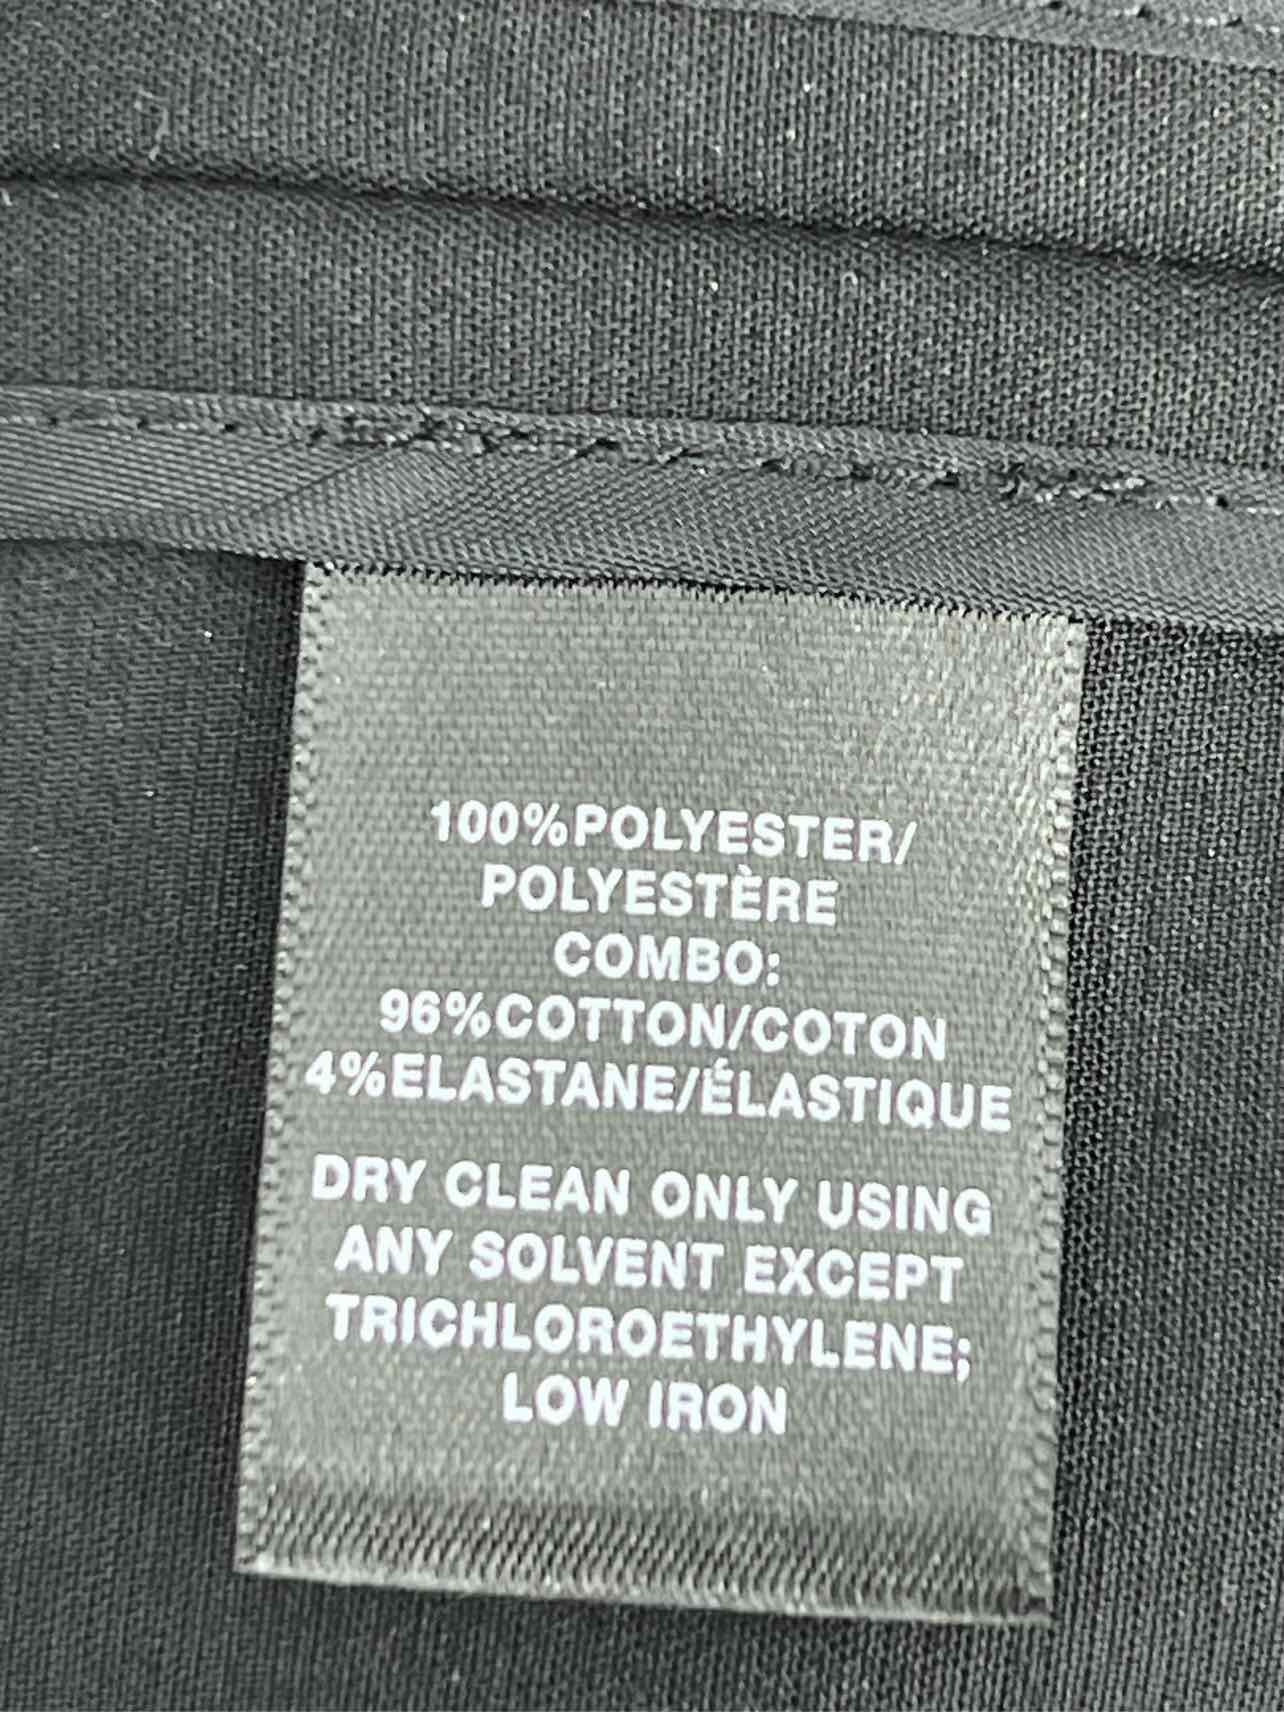 100%POLYESTER/
POLYESTÈRE
COMBO:
96%COTTON/COTON
4%ELASTANE/ÉLASTIQUE
DRY CLEAN ONLY USING
ANY SOLVENT EXCEPT
TRICHLOROETHYLENE;
LOW IRON